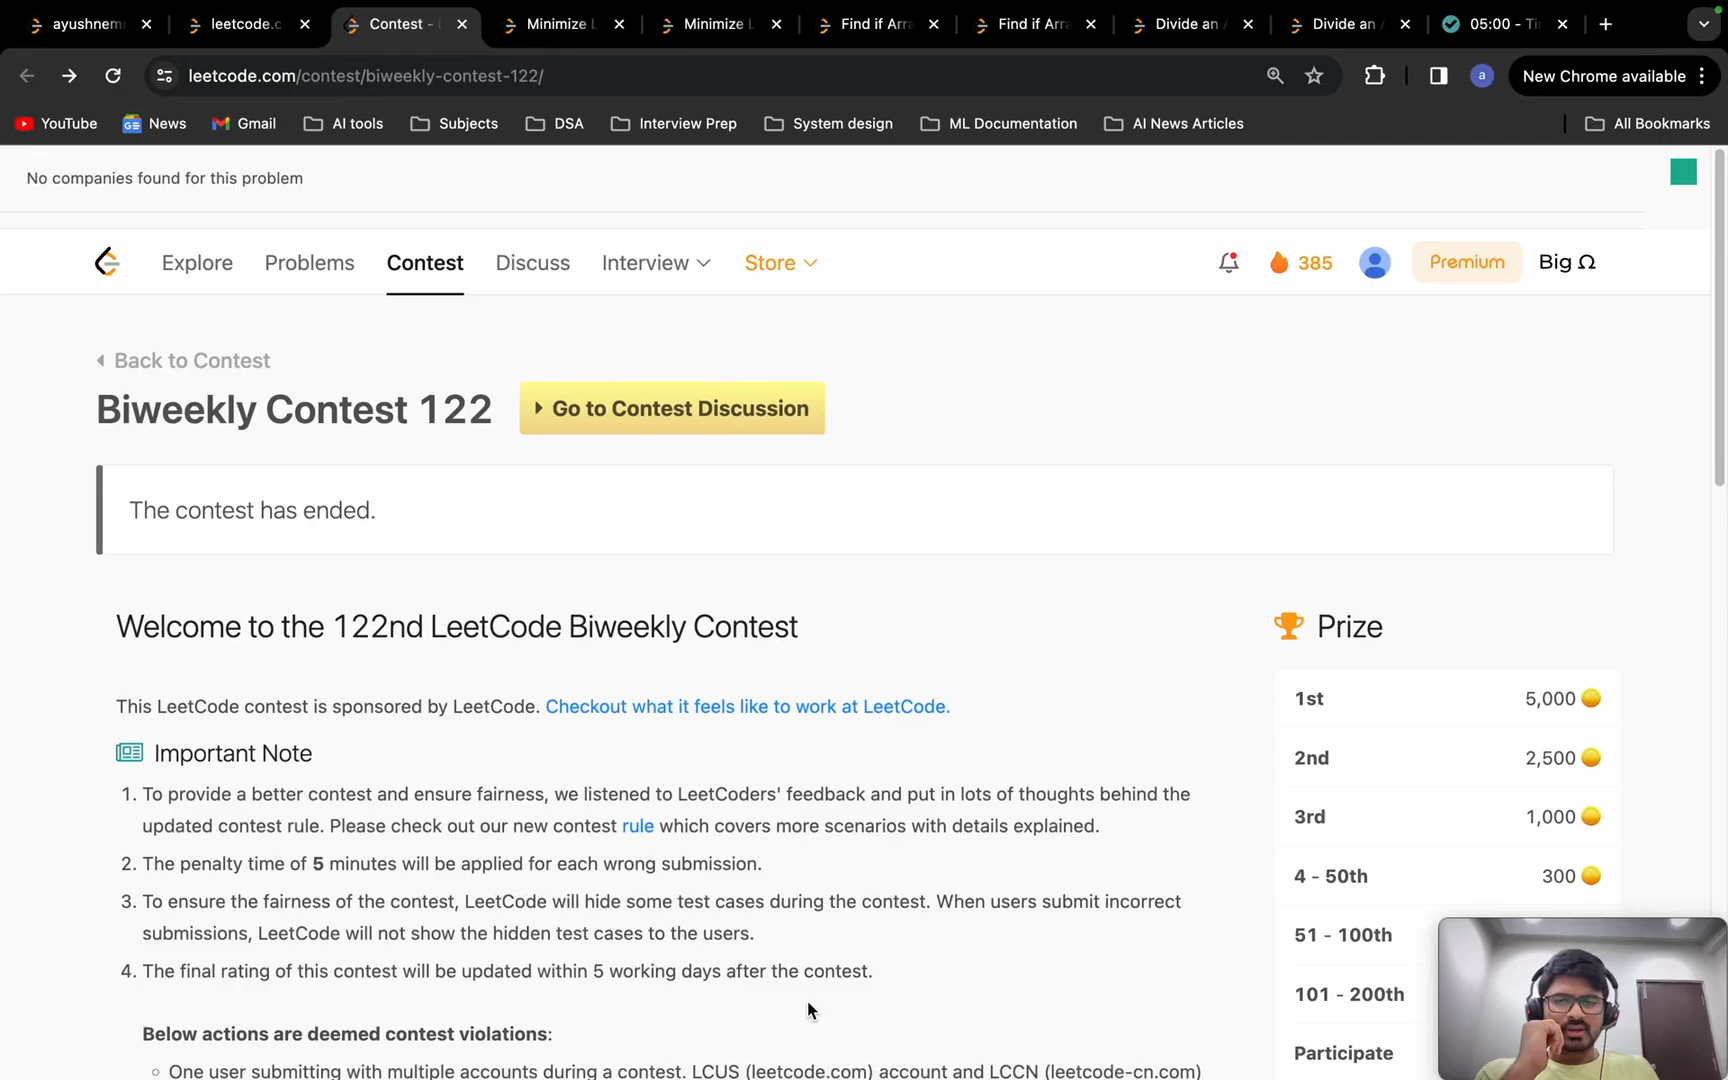 ayushnem
leetcode.c
Contest -
Minimize L
Minimize L
Find if Arra
Find if Arra
Divide an A
Divide an A
05:00 - Tim
leetcode.com/contest/biweekly-contest-122/
a
New Chrome available
YouTube
News
Gmail
AI tools
Subjects
DSA
Interview Prep
System design
ML Documentation
AI News Articles
All Bookmarks
No companies found for this problem
Explore
Problems
Contest
Discuss
Interview
Store
385
Premium
Big Ω
Back to Contest
Biweekly Contest 122
Go to Contest Discussion
The contest has ended.
Welcome to the 122nd LeetCode Biweekly Contest
This LeetCode contest is sponsored by LeetCode. Checkout what it feels like to work at LeetCode.
Important Note
1. To provide a better contest and ensure fairness, we listened to LeetCoders' feedback and put in lots of thoughts behind the
updated contest rule. Please check out our new contest rule which covers more scenarios with details explained.
2. The penalty time of 5 minutes will be applied for each wrong submission.
3. To ensure the fairness of the contest, LeetCode will hide some test cases during the contest. When users submit incorrect
submissions, LeetCode will not show the hidden test cases to the users.
4. The final rating of this contest will be updated within 5 working days after the contest.
Below actions are deemed contest violations:
One user submitting with multiple accounts during a contest. LCUS (leetcode.com) account and LCCN (leetcode-cn.com)
Prize
1st 5,000
2nd 2,500
3rd 1,000
4 - 50th 300
51 - 100th
101 - 200th
Participate